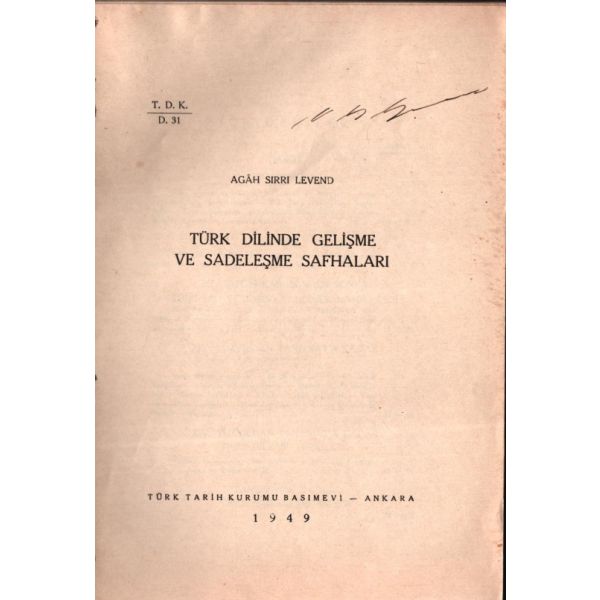 T. D. K.
D. 31
AGÂH SIRRI LEVEND
TÜRK DİLİNDE GELİŞME
VE SADELEŞME SAFHALARI
TÜRK TARİH KURUMU BASIMEVİ — ANKARA
1949